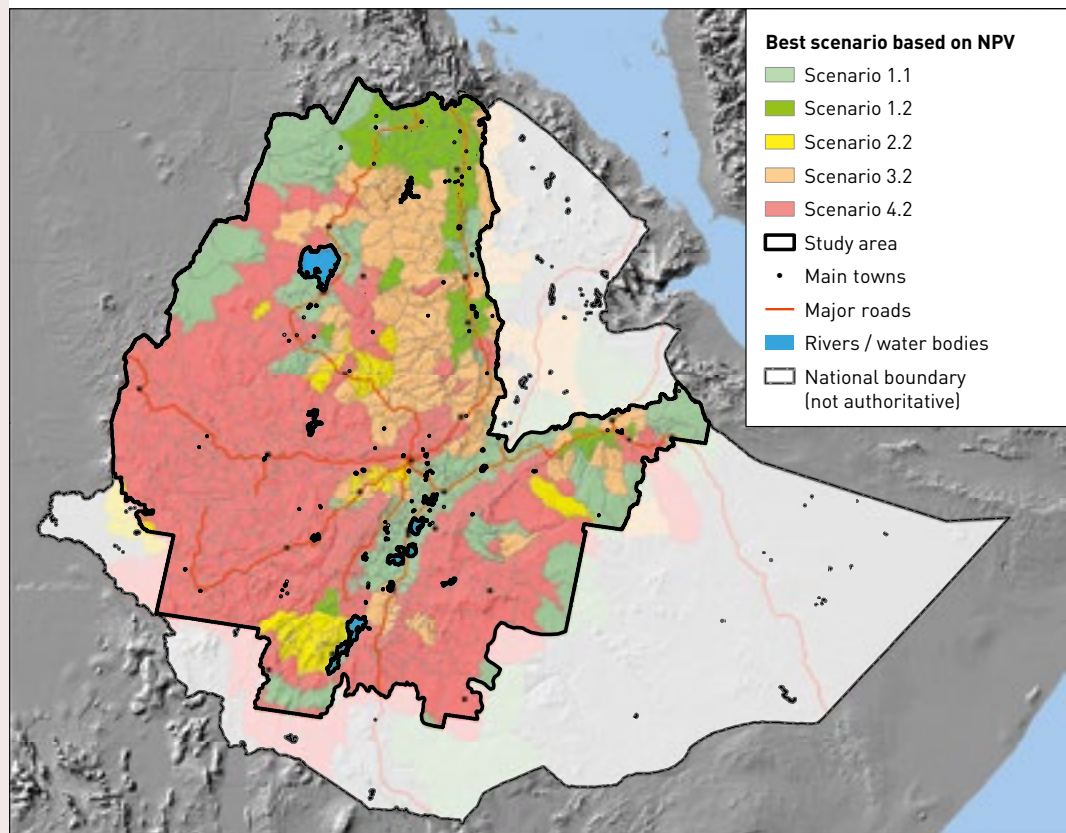 Best scenario based on NPV
Scenario 1.1
Scenario 1.2
Scenario 2.2
Scenario 3.2
Scenario 4.2
Study area
Main towns
Major roads
Rivers / water bodies
National boundary
(not authoritative)